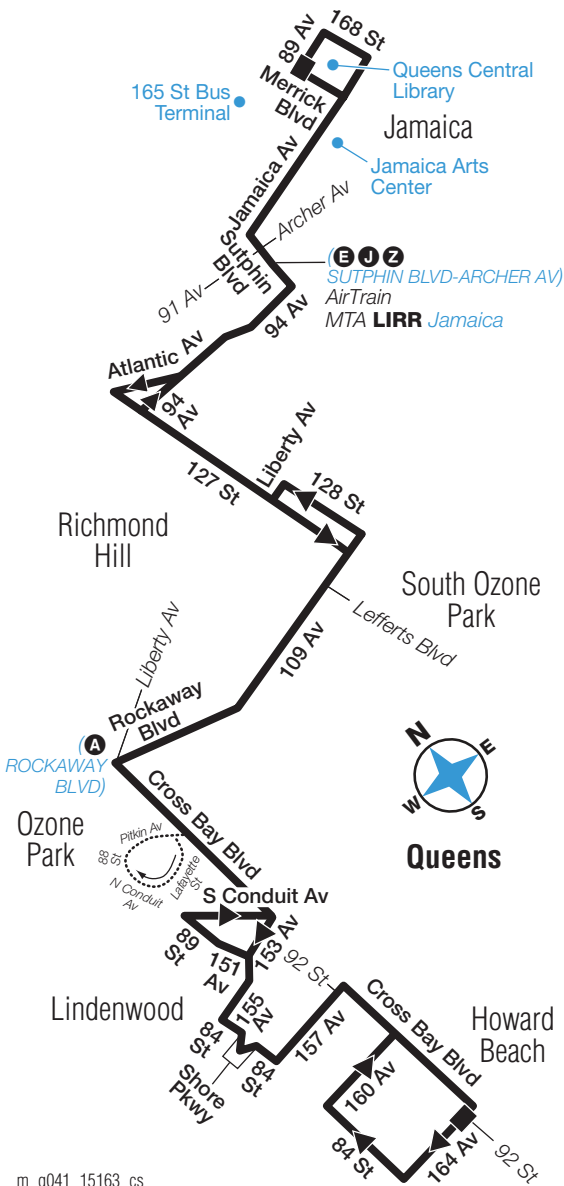 89 Av
168 St
Queens Central
Library
Merrick
Blvd
165 St Bus
Terminal
Jamaica
Jamaica Av
Jamaica Arts
Center
Archer Av
Sutphin
Blvd
91 Av
(E J Z
SUTPHIN BLVD-ARCHER AV)
AirTrain
MTA LIRR Jamaica
94 Av
Atlantic Av
94
Av
127 St
Liberty Av
128 St
Richmond
Hill
South Ozone
Park
Lefferts Blvd
109 Av
Liberty Av
Rockaway
Blvd
(A
ROCKAWAY
BLVD)
N
E
W
S
Queens
Cross Bay Blvd
Ozone
Park
Pitkin Av
88
St
Lafayette
St
N Conduit
Av
S Conduit Av
89
St
151
Av
153 Av
92 St
Lindenwood
155
Av
84
St
84
St
Shore
Pkwy
157 Av
Cross Bay Blvd
Howard
Beach
160 Av
84 St
164 Av
92 St
m_q041_15163_cs